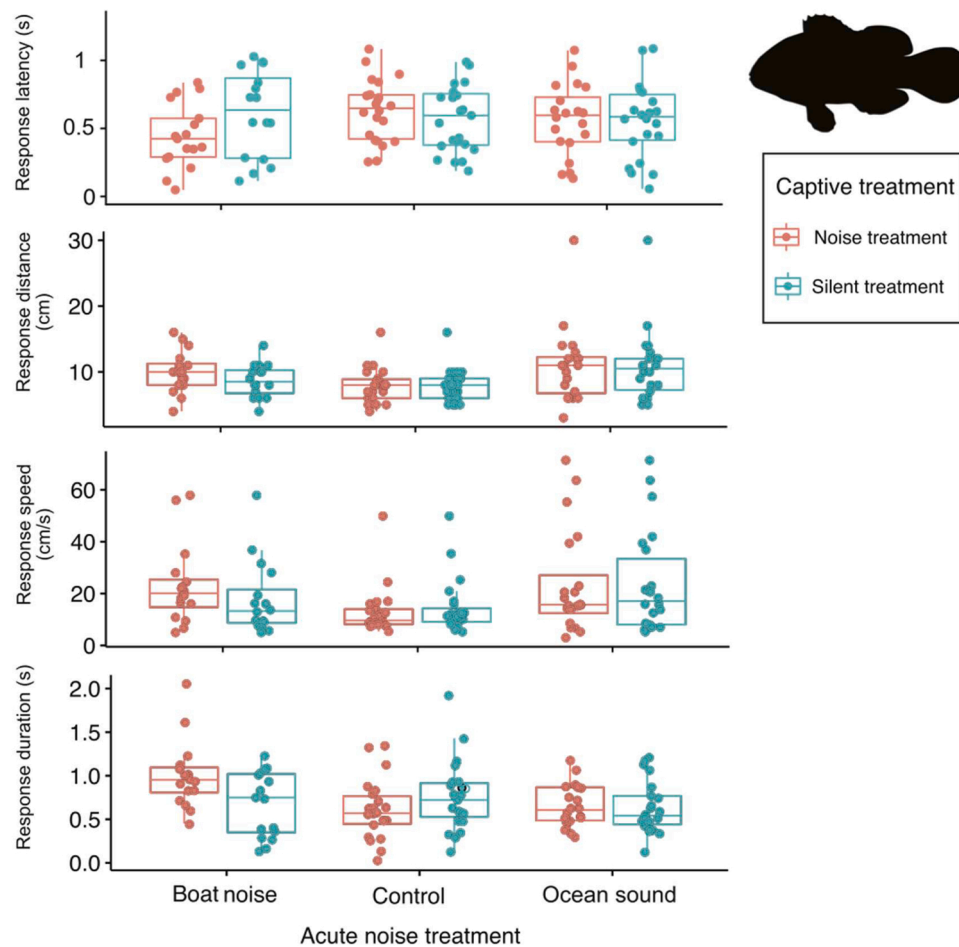 Response latency (s)
1
0.5
0
Captive treatment
Noise treatment
Silent treatment
Response distance
(cm)
30
20
10
Response speed
(cm/s)
60
40
20
0
Response duration (s)
2.0
1.5
1.0
0.5
0.0
Boat noise
Control
Ocean sound
Acute noise treatment